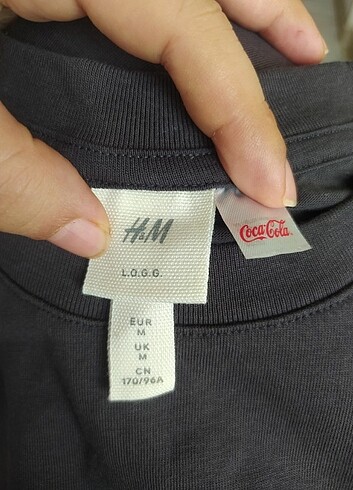 H&M
L.O.G.G.
Coca-Cola
EUR
M
UK
M
CN
170/96A